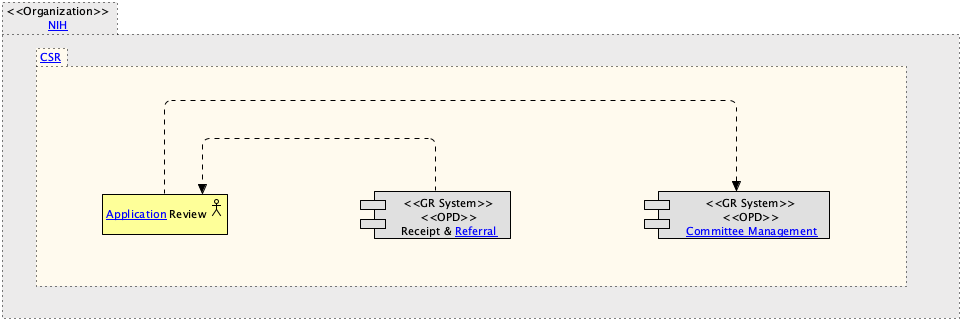 <<Organization>>
NIH
CSR
Application Review
<<GR System>>
<<OPD>>
Receipt & Referral
<<GR System>>
<<OPD>>
Committee Management